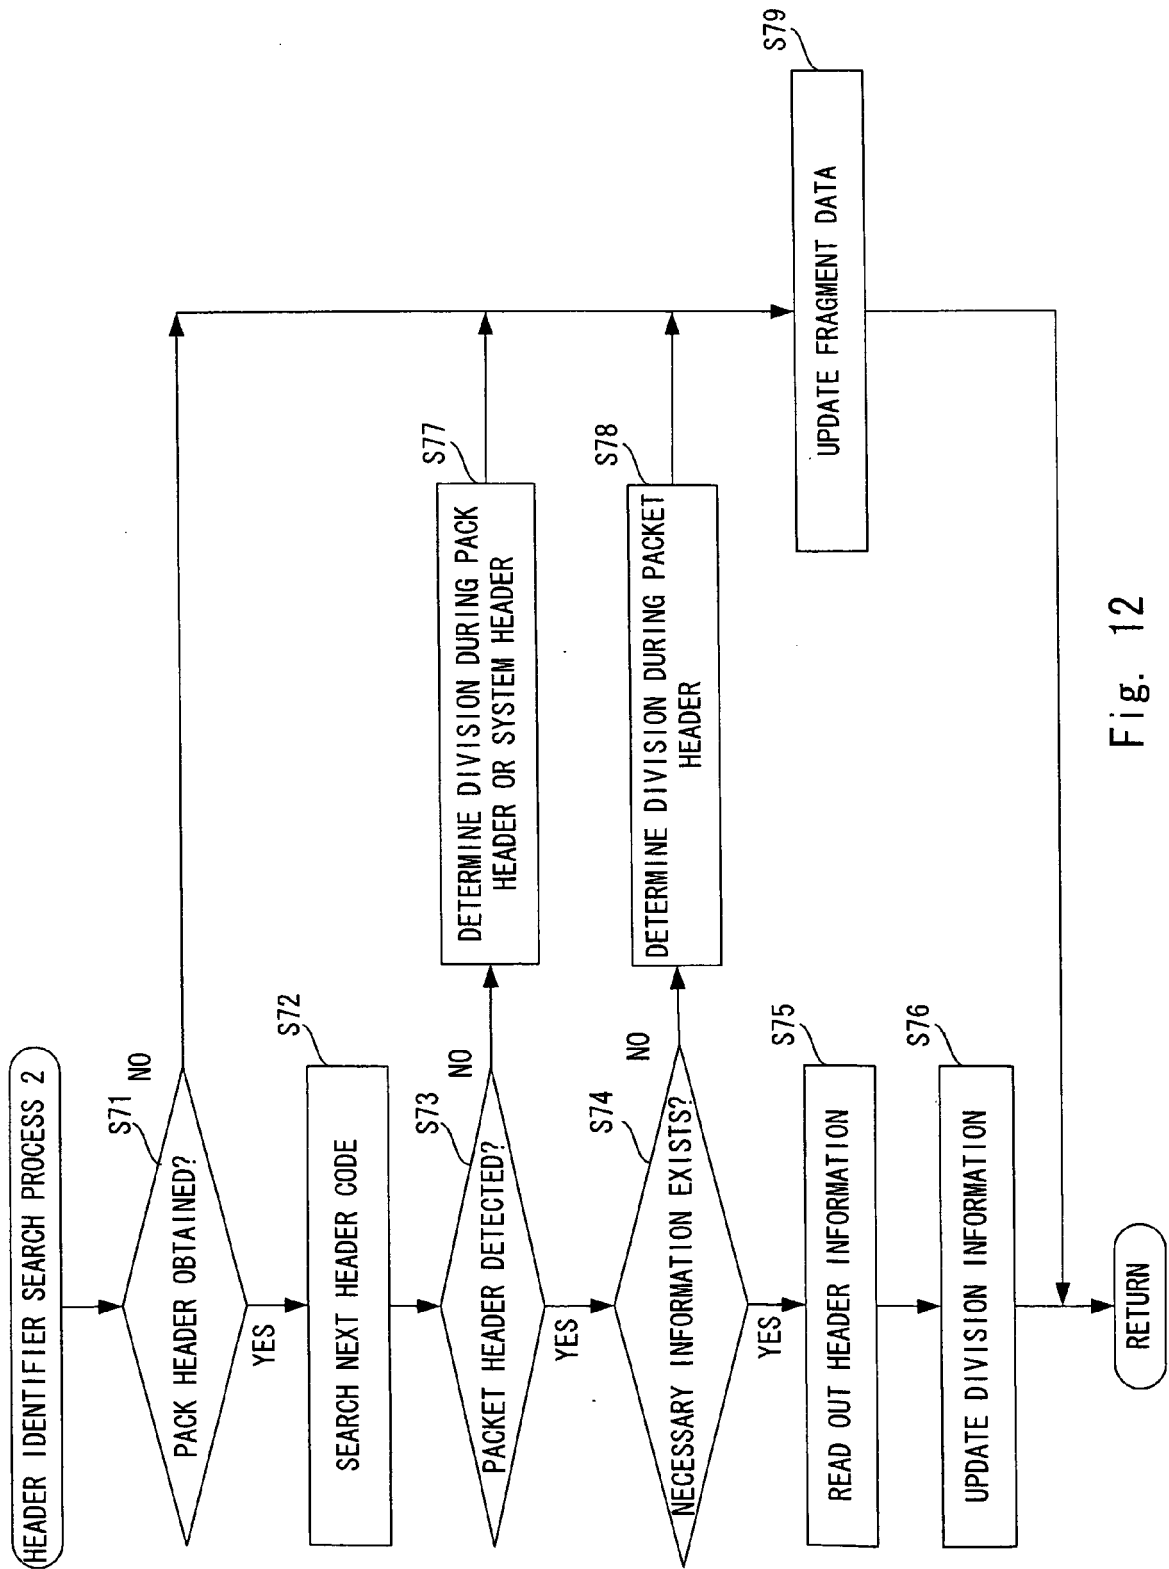 HEADER IDENTIFIER SEARCH PROCESS 2
S71
PACK HEADER OBTAINED?
NO
YES
S72
SEARCH NEXT HEADER CODE
S73
PACKET HEADER DETECTED?
NO
YES
S77
DETERMINE DIVISION DURING PACK
HEADER OR SYSTEM HEADER
S74
NECESSARY INFORMATION EXISTS?
NO
YES
S78
DETERMINE DIVISION DURING PACKET
HEADER
S75
READ OUT HEADER INFORMATION
S79
UPDATE FRAGMENT DATA
S76
UPDATE DIVISION INFORMATION
RETURN
Fig. 12